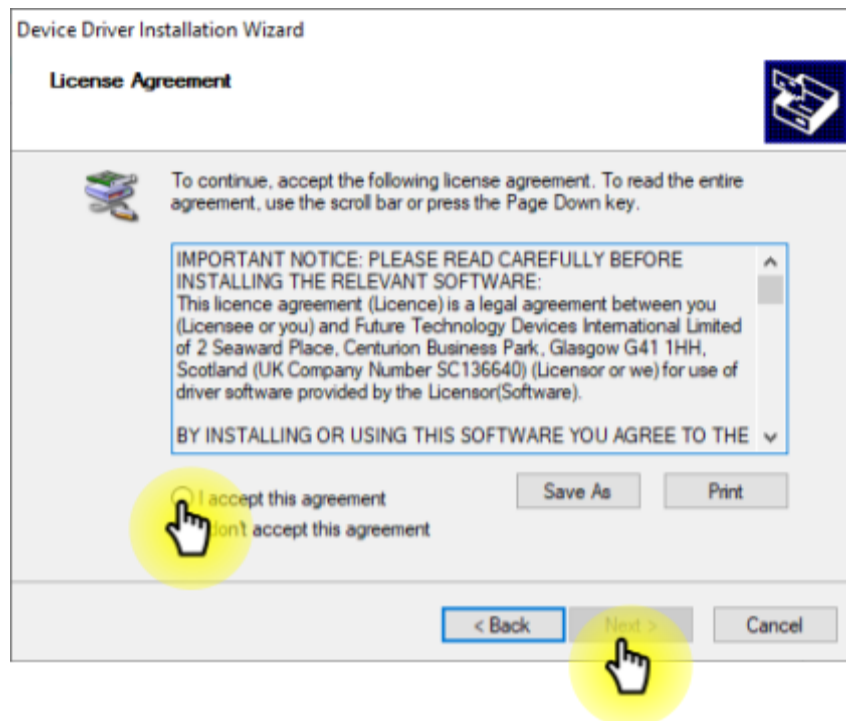 Device Driver Installation Wizard
License Agreement
To continue, accept the following license agreement. To read the entire
agreement, use the scroll bar or press the Page Down key.
IMPORTANT NOTICE: PLEASE READ CAREFULLY BEFORE
INSTALLING THE RELEVANT SOFTWARE:
This licence agreement (Licence) is a legal agreement between you
(Licensee or you) and Future Technology Devices International Limited
of 2 Seaward Place, Centurion Business Park, Glasgow G41 1HH,
Scotland (UK Company Number SC136640) (Licensor or we) for use of
driver software provided by the Licensor(Software).
BY INSTALLING OR USING THIS SOFTWARE YOU AGREE TO THE
I accept this agreement
don't accept this agreement
Save As
Print
< Back
Next >
Cancel